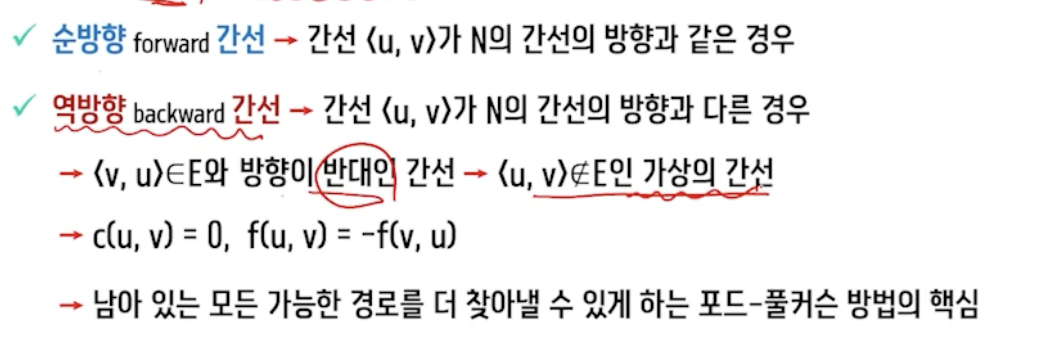 ✓ 순방향 forward 간선 → 간선 ⟨u, v⟩가 N의 간선의 방향과 같은 경우
✓ 역방향 backward 간선 → 간선 ⟨u, v⟩가 N의 간선의 방향과 다른 경우
→ ⟨v, u⟩∈E와 방향이 반대인 간선 → ⟨u, v⟩∉E인 가상의 간선
→ c(u, v) = 0, f(u, v) = -f(v, u)
→ 남아 있는 모든 가능한 경로를 더 찾아낼 수 있게 하는 포드-풀커슨 방법의 핵심